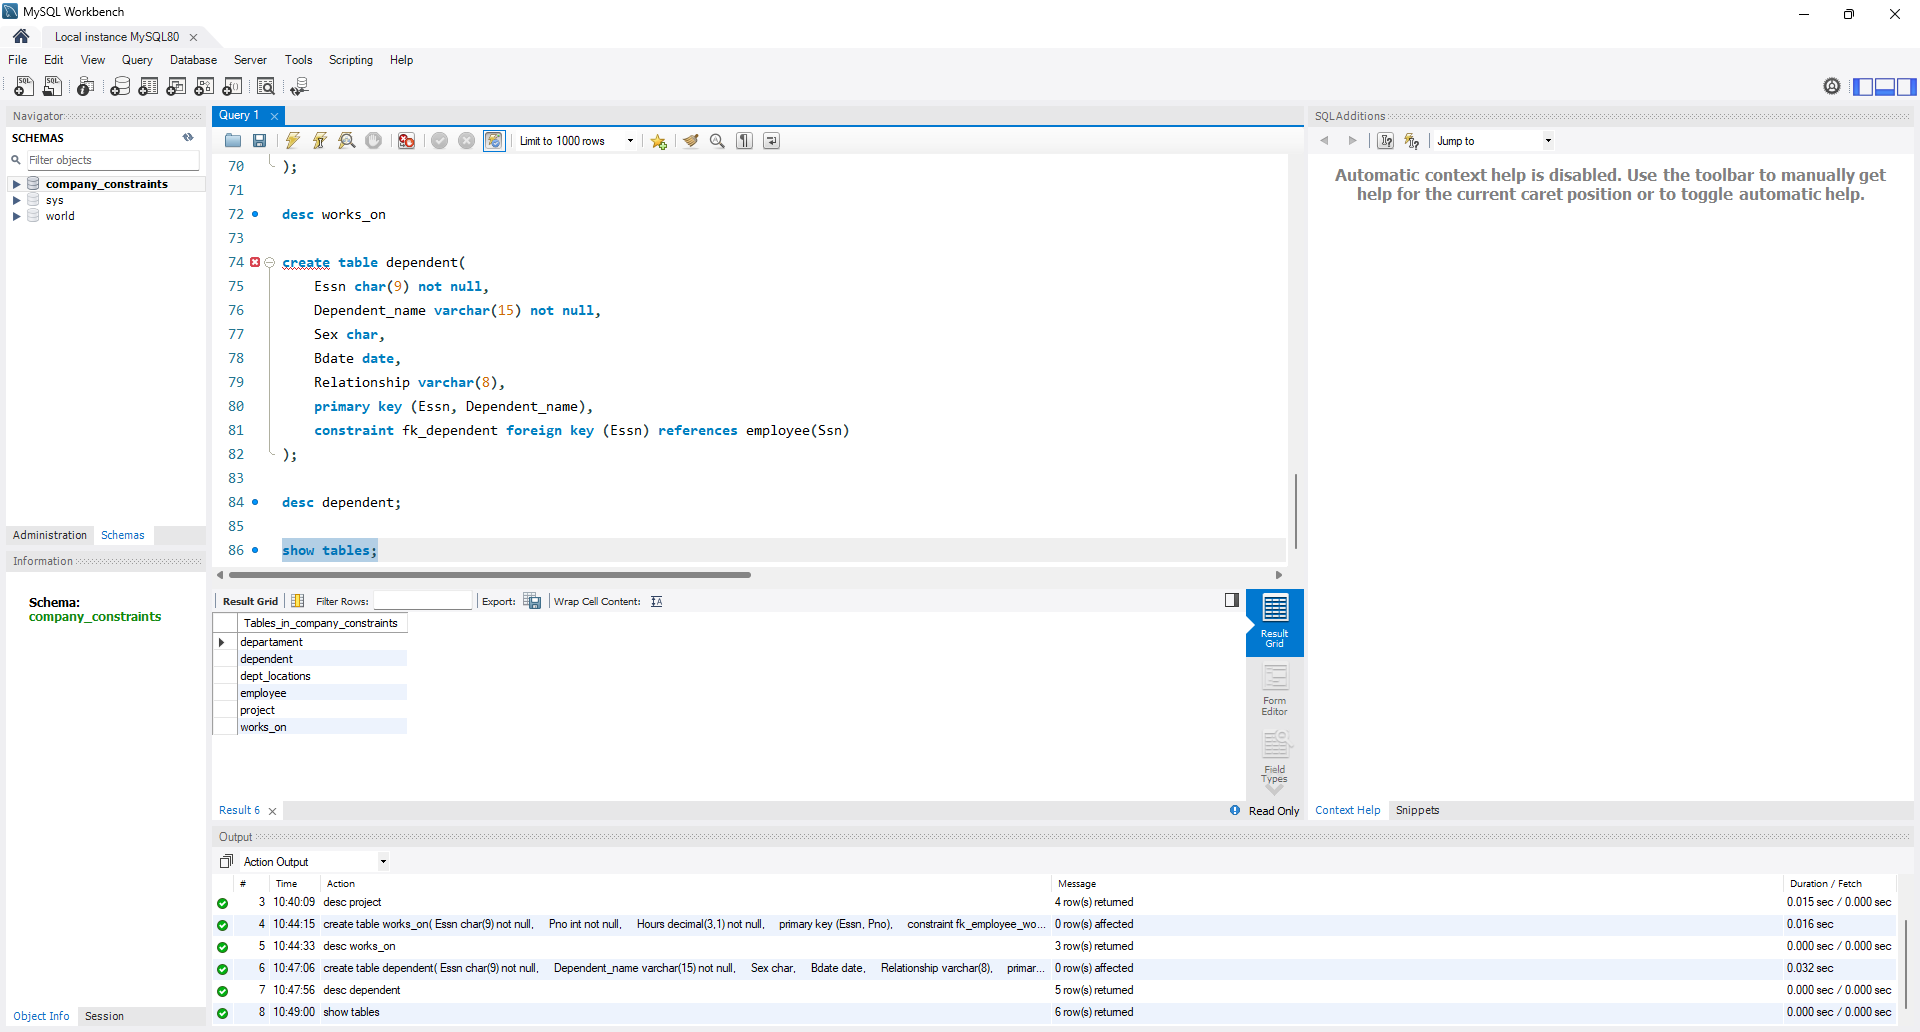 MySQL Workbench
Local instance MySQL80
File Edit View Query Database Server Tools Scripting Help
Navigator
SCHEMAS
Filter objects
company_constraints
sys
world
Administration Schemas
Information
Schema:
company_constraints
Object Info Session
Query 1
Limit to 1000 rows
70 );
71
72 desc works_on
73
74 create table dependent(
75 Essn char(9) not null,
76 Dependent_name varchar(15) not null,
77 Sex char,
78 Bdate date,
79 Relationship varchar(8),
80 primary key (Essn, Dependent_name),
81 constraint fk_dependent foreign key (Essn) references employee(Ssn)
82 );
83
84 desc dependent;
85
86 show tables;
Result Grid Filter Rows: Export: Wrap Cell Content:
Tables_in_company_constraints
departament
dependent
dept_locations
employee
project
works_on
Result
Grid
Form
Editor
Field
Types
Result 6
Read Only
SQLAdditions
Jump to
Automatic context help is disabled. Use the toolbar to manually get
help for the current caret position or to toggle automatic help.
Context Help Snippets
Output
Action Output
# Time Action Message Duration / Fetch
3 10:40:09 desc project 4 row(s) returned 0.015 sec / 0.000 sec
4 10:44:15 create table works_on( Essn char(9) not null, Pno int not null, Hours decimal(3,1) not null, primary key (Essn, Pno), constraint fk_employee_wo... 0 row(s) affected 0.016 sec
5 10:44:33 desc works_on 3 row(s) returned 0.000 sec / 0.000 sec
6 10:47:06 create table dependent( Essn char(9) not null, Dependent_name varchar(15) not null, Sex char, Bdate date, Relationship varchar(8), primar... 0 row(s) affected 0.032 sec
7 10:47:56 desc dependent 5 row(s) returned 0.000 sec / 0.000 sec
8 10:49:00 show tables 6 row(s) returned 0.000 sec / 0.000 sec